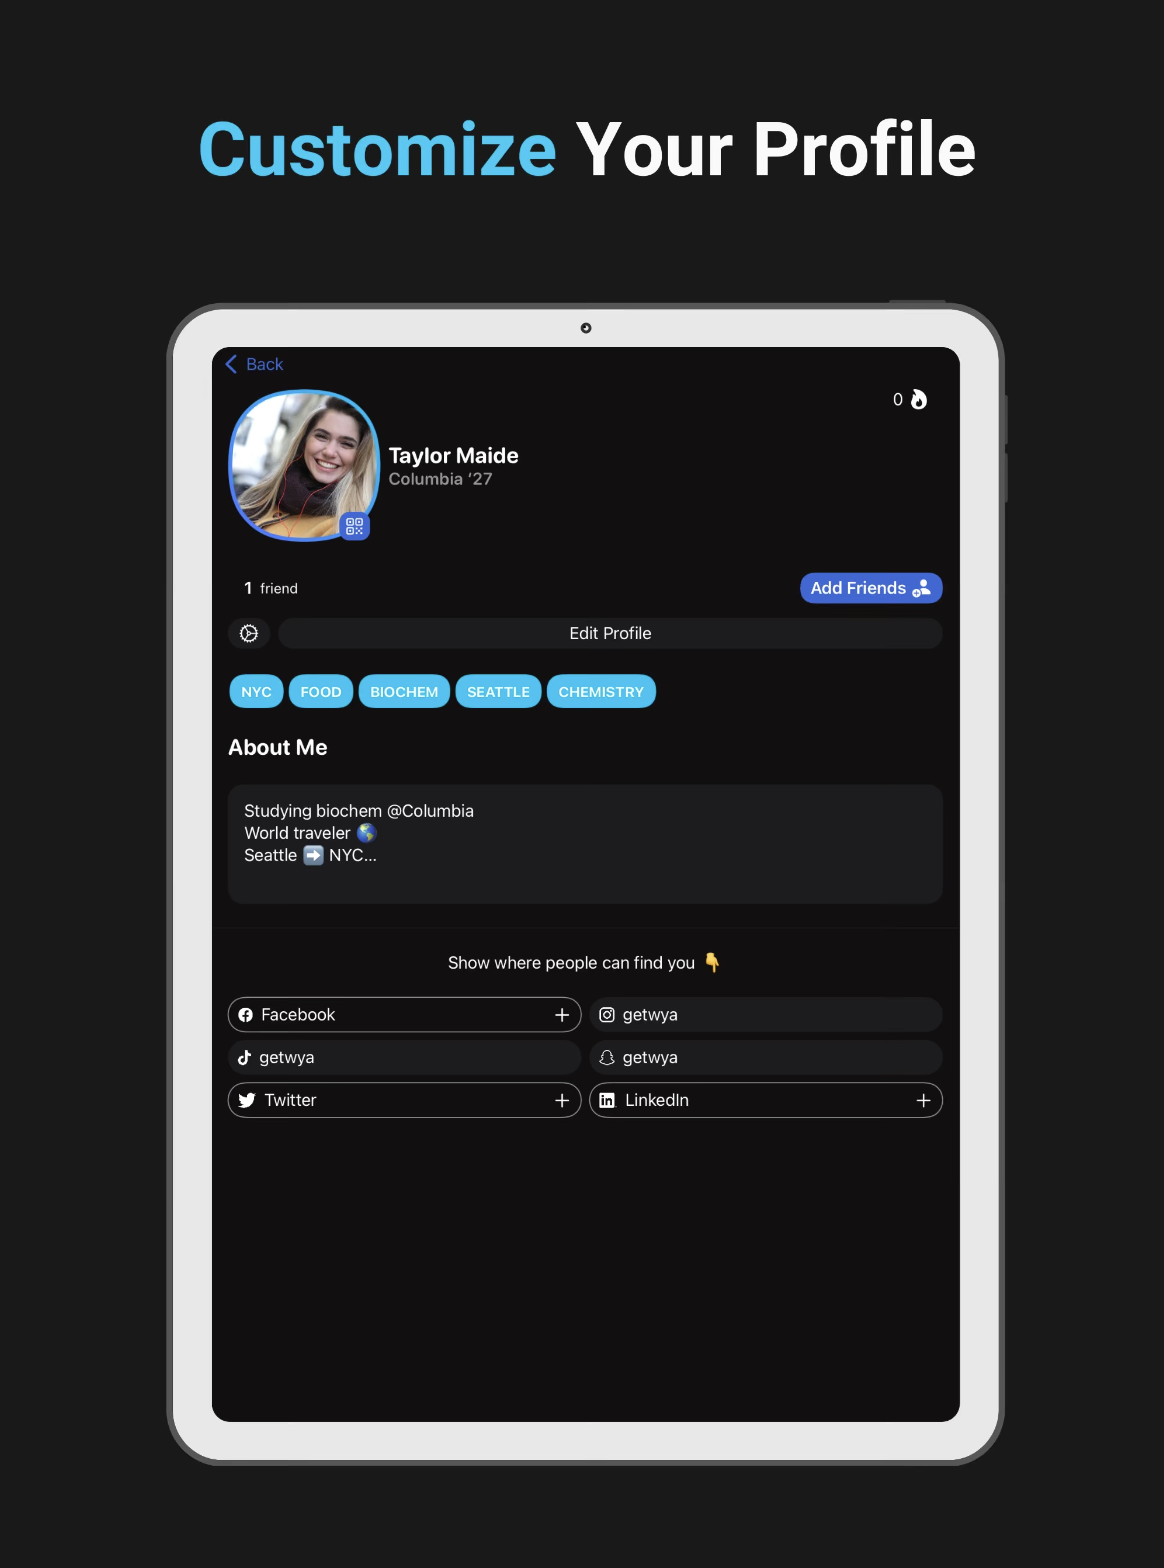 Customize Your Profile
Back
0
Taylor Maide
Columbia ‘27
1 friend
Add Friends
Edit Profile
NYC FOOD BIOCHEM SEATTLE CHEMISTRY
About Me
Studying biochem @Columbia
World traveler 🌎
Seattle ➡️ NYC...
Show where people can find you 👇
Facebook +
getwya
getwya
getwya
Twitter +
LinkedIn +